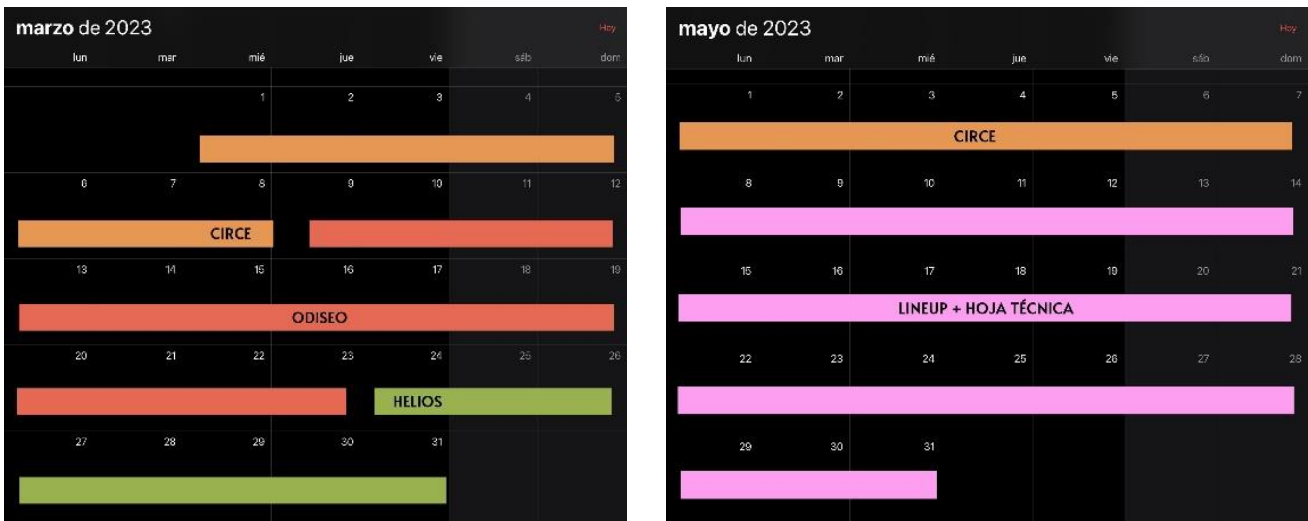 marzo de 2023
Hoy
lun mar mié jue vie sáb dom
1 2 3 4 5
6 7 8 9 10 11 12
CIRCE
13 14 15 16 17 18 19
ODISEO
20 21 22 23 24 25 26
HELIOS
27 28 29 30 31
mayo de 2023
Hoy
lun mar mié jue vie sáb dom
1 2 3 4 5 6 7
CIRCE
8 9 10 11 12 13 14
15 16 17 18 19 20 21
LINEUP + HOJA TÉCNICA
22 23 24 25 26 27 28
29 30 31